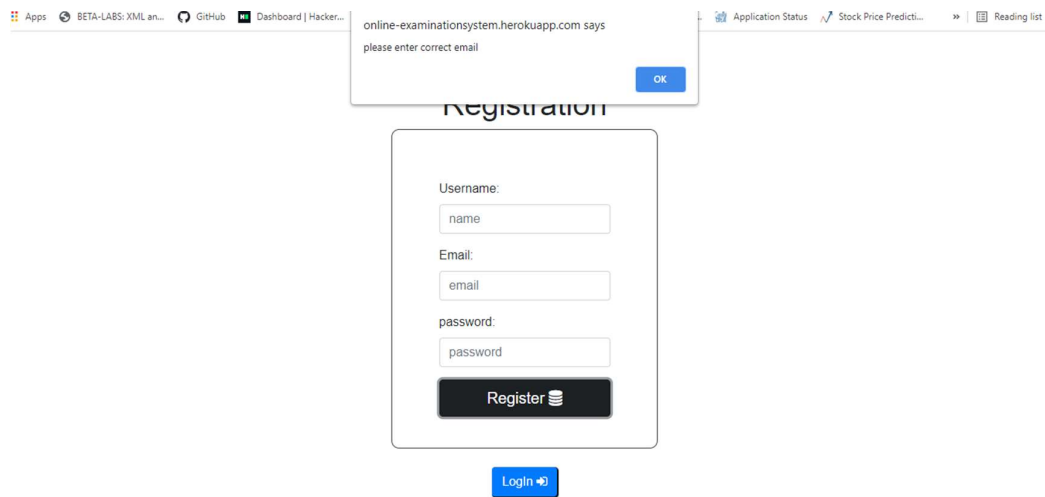 Apps BETA-LABS: XML an... GitHub Dashboard | Hacker... Application Status Stock Price Predicti... » Reading list
online-examinationsystem.herokuapp.com says
please enter correct email
OK
Registration
Username:
name
Email:
email
password:
password
Register
LogIn